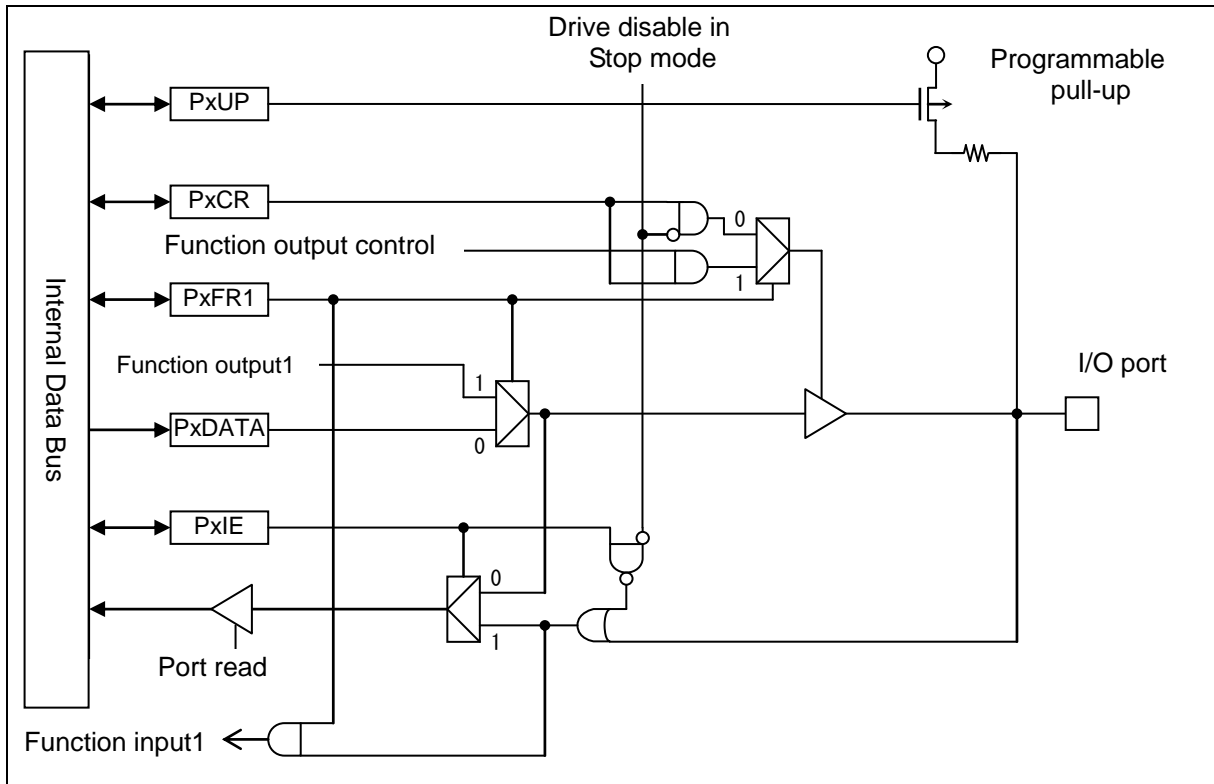 Drive disable in
Stop mode
Programmable
pull-up
PxUP
PxCR
0
Function output control
1
PxFR1
Function output1
1
I/O port
PxDATA
0
Internal Data Bus
PxIE
0
1
Port read
Function input1